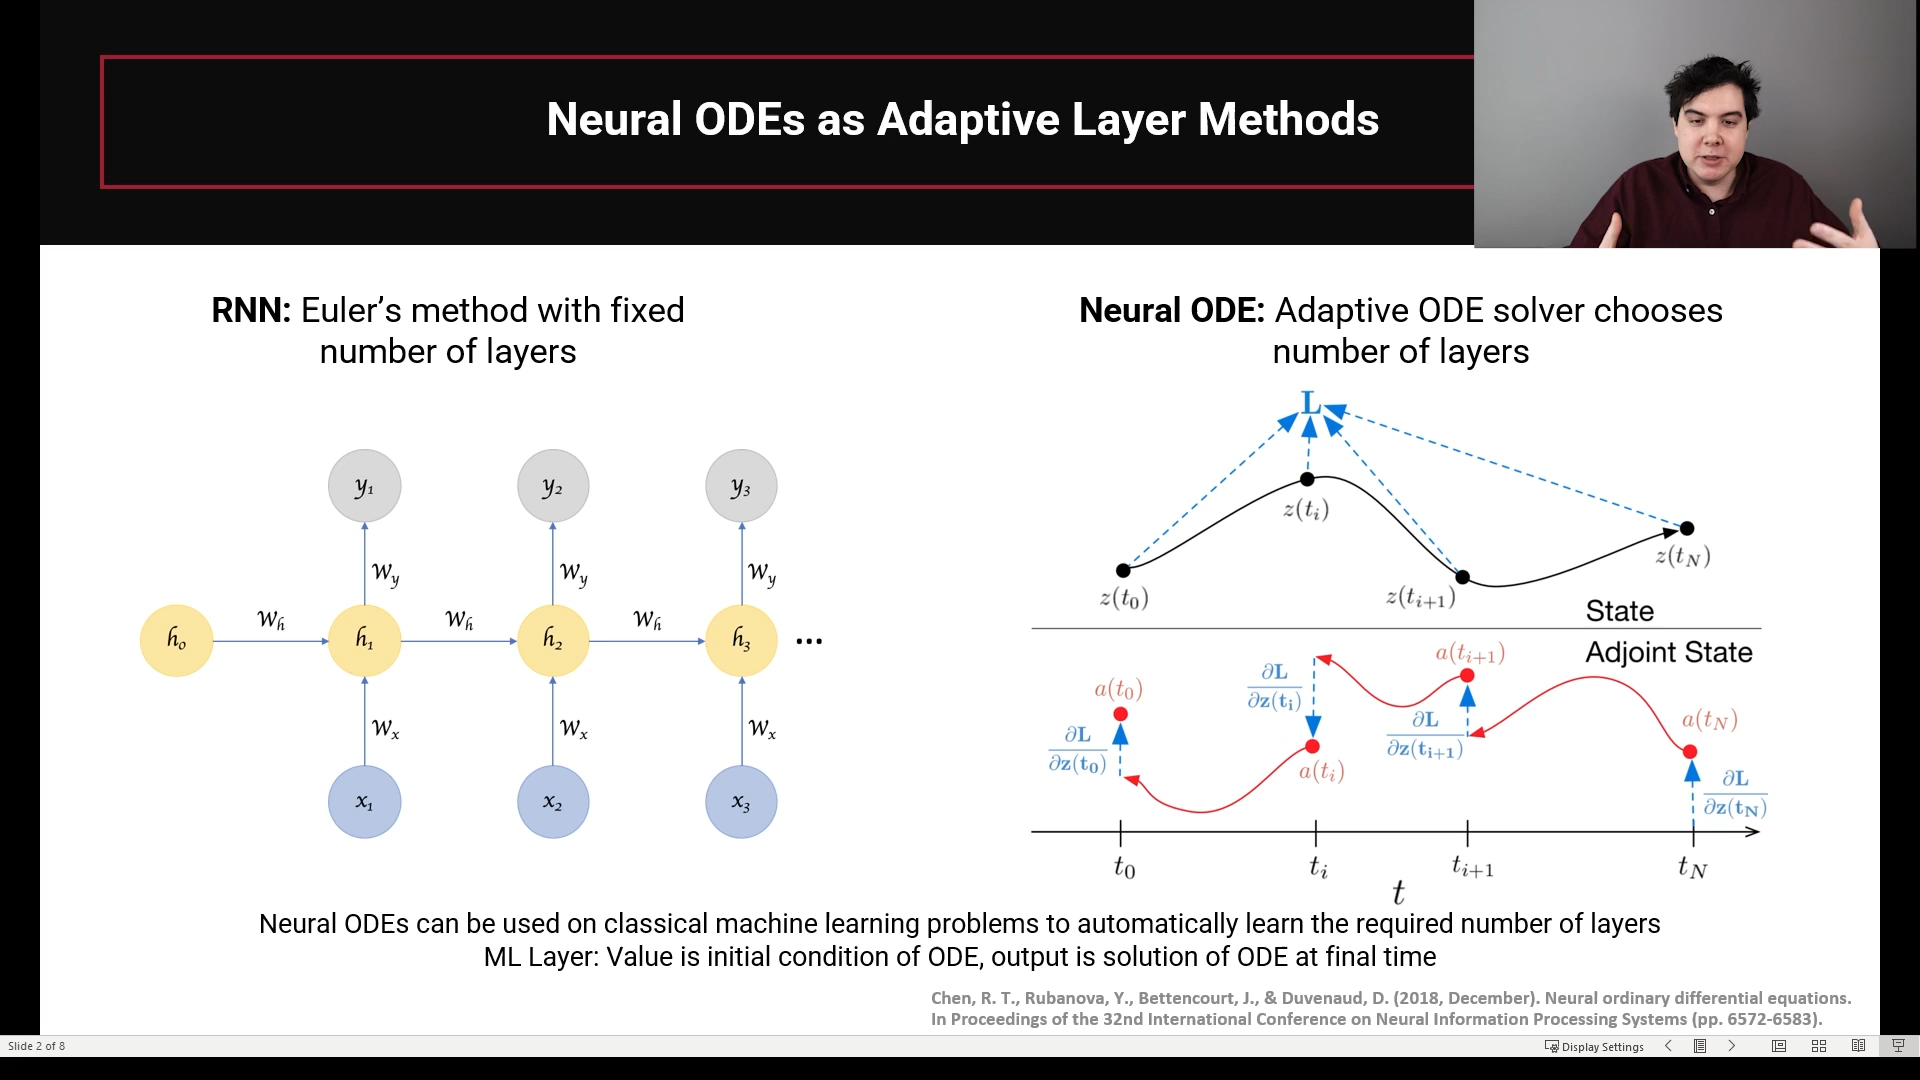 Neural ODEs as Adaptive Layer Methods
RNN: Euler’s method with fixed
number of layers
y₁ y₂ y₃
W_y W_y W_y
W_h W_h W_h
h₀ h₁ h₂ h₃ ...
W_x W_x W_x
x₁ x₂ x₃
Neural ODE: Adaptive ODE solver chooses
number of layers
L
z(t_i)
z(t_N)
z(t₀) z(t_{i+1})
State
Adjoint State
a(t₀) a(t_{i+1})
∂L/∂z(t_i)
a(t_N)
∂L/∂z(t₀) ∂L/∂z(t_{i+1})
a(t_i)
∂L/∂z(t_N)
t₀ t_i t_{i+1} t_N
t
Neural ODEs can be used on classical machine learning problems to automatically learn the required number of layers
ML Layer: Value is initial condition of ODE, output is solution of ODE at final time
Chen, R. T., Rubanova, Y., Bettencourt, J., & Duvenaud, D. (2018, December). Neural ordinary differential equations.
In Proceedings of the 32nd International Conference on Neural Information Processing Systems (pp. 6572-6583).
Slide 2 of 8
Display Settings